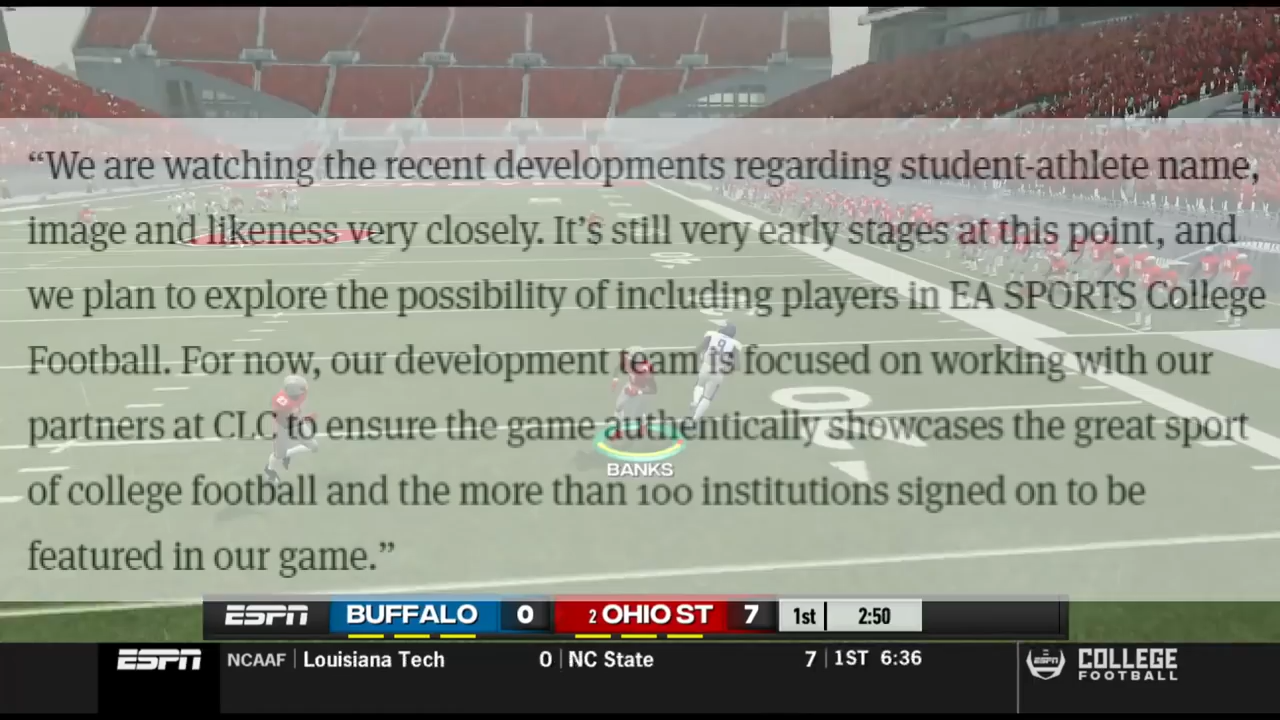 “We are watching the recent developments regarding student-athlete name,
image and likeness very closely. It’s still very early stages at this point, and
we plan to explore the possibility of including players in EA SPORTS College
Football. For now, our development team is focused on working with our
partners at CLC to ensure the game authentically showcases the great sport
of college football and the more than 100 institutions signed on to be
featured in our game.”
9
BANKS
ESPN BUFFALO 0 2 OHIO ST 7 1st 2:50
ESPN NCAAF Louisiana Tech 0 NC State 7 1ST 6:36 ESPN COLLEGE FOOTBALL